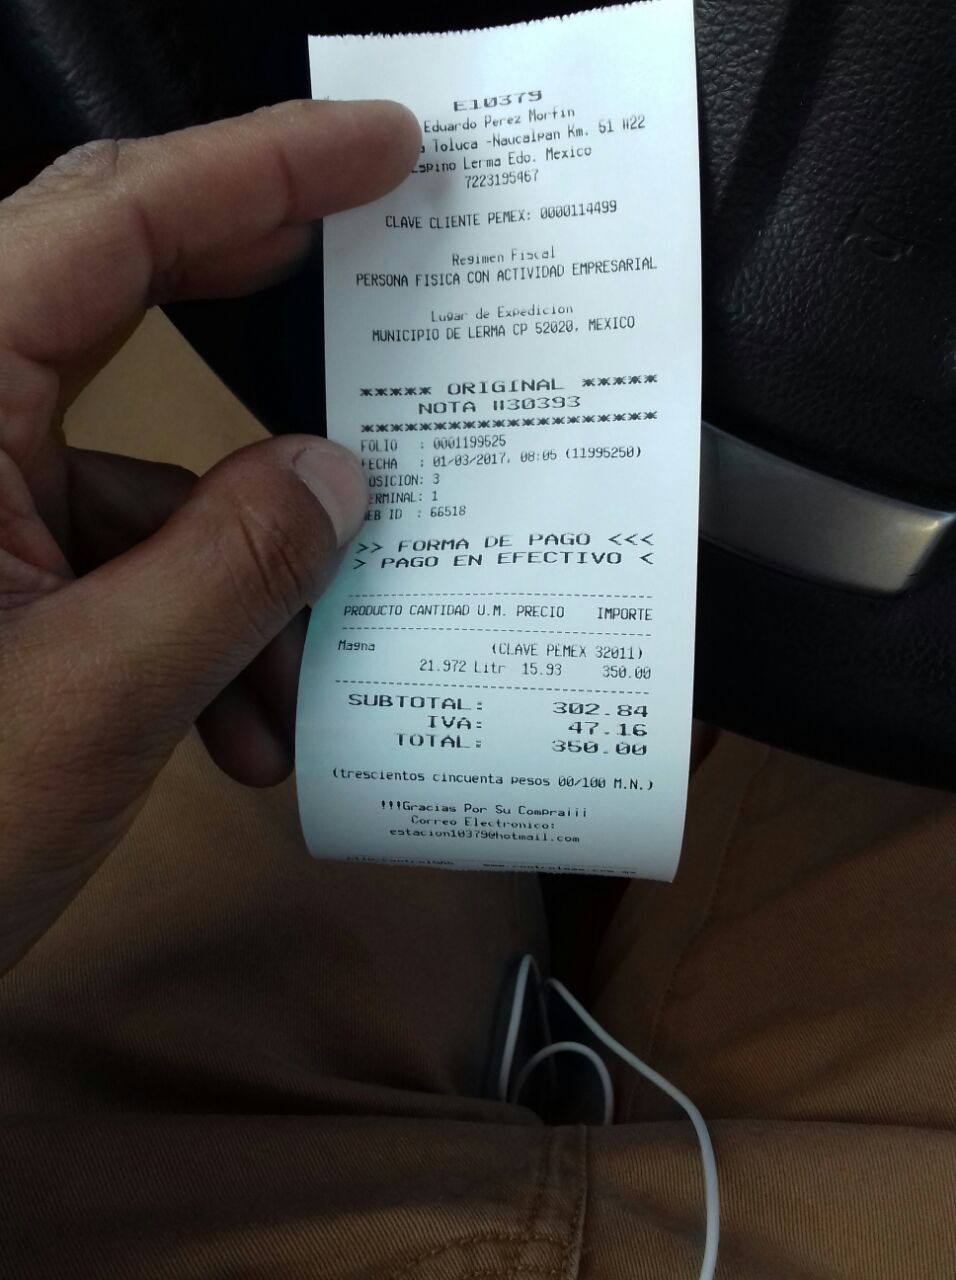 E10379
Eduardo Perez Morfin
Toluca -Naucalpan Km. 51 #22
Espino Lerma Edo. Mexico
7223195467
CLAVE CLIENTE PEMEX: 0000114499
Regimen Fiscal
PERSONA FISICA CON ACTIVIDAD EMPRESARIAL
Lugar de Expedicion
MUNICIPIO DE LERMA CP 52020, MEXICO
***** ORIGINAL *****
NOTA #30393
*************************
FOLIO : 0001199525
FECHA : 01/03/2017, 08:05 (11995250)
POSICION: 3
TERMINAL: 1
WEB ID : 66518
>> FORMA DE PAGO <<<
> PAGO EN EFECTIVO <
PRODUCTO CANTIDAD U.M. PRECIO IMPORTE
Magna (CLAVE PEMEX 32011)
21.972 Litr 15.93 350.00
SUBTOTAL: 302.84
IVA: 47.16
TOTAL: 350.00
(trescientos cincuenta pesos 00/100 M.N.)
!!!Gracias Por Su Compra¡¡¡
Correo Electronico:
estacion10379@hotmail.com